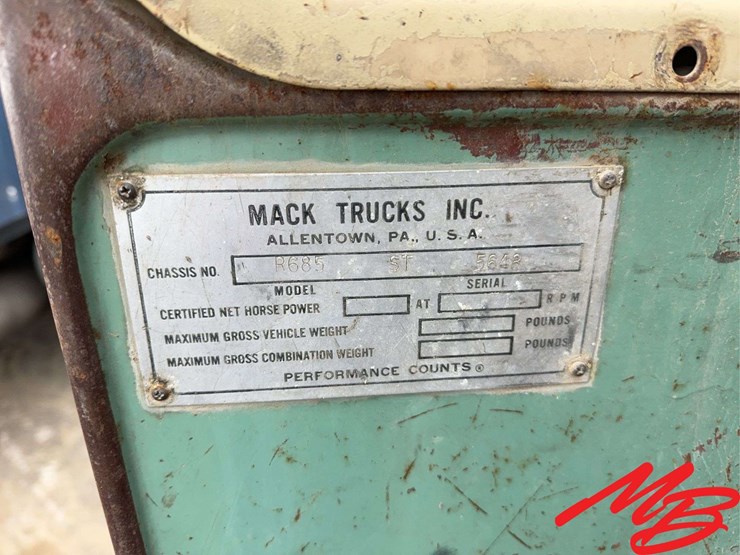 MACK TRUCKS INC.
ALLENTOWN, PA., U. S. A.
CHASSIS NO. R685 ST
MODEL SERIAL
CERTIFIED NET HORSE POWER AT R P M
MAXIMUM GROSS VEHICLE WEIGHT POUNDS
MAXIMUM GROSS COMBINATION WEIGHT POUNDS
PERFORMANCE COUNTS ®
MB